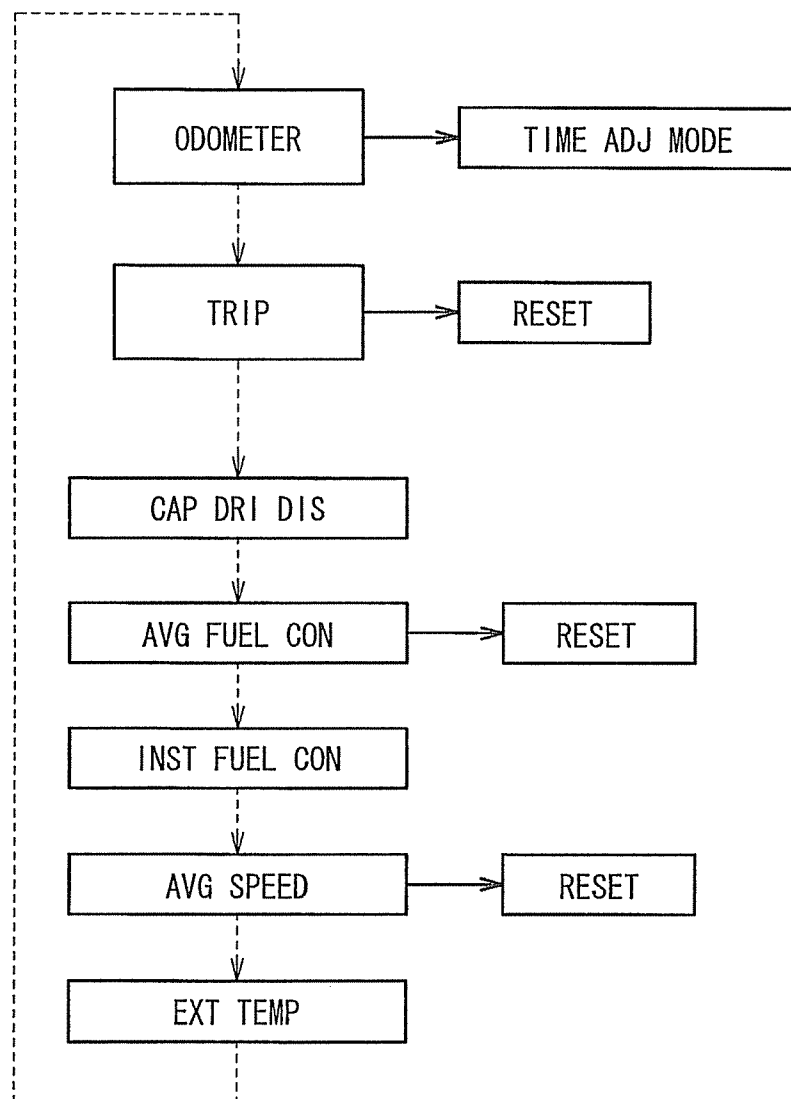 ODOMETER
TIME ADJ MODE
TRIP
RESET
CAP DRI DIS
AVG FUEL CON
RESET
INST FUEL CON
AVG SPEED
RESET
EXT TEMP